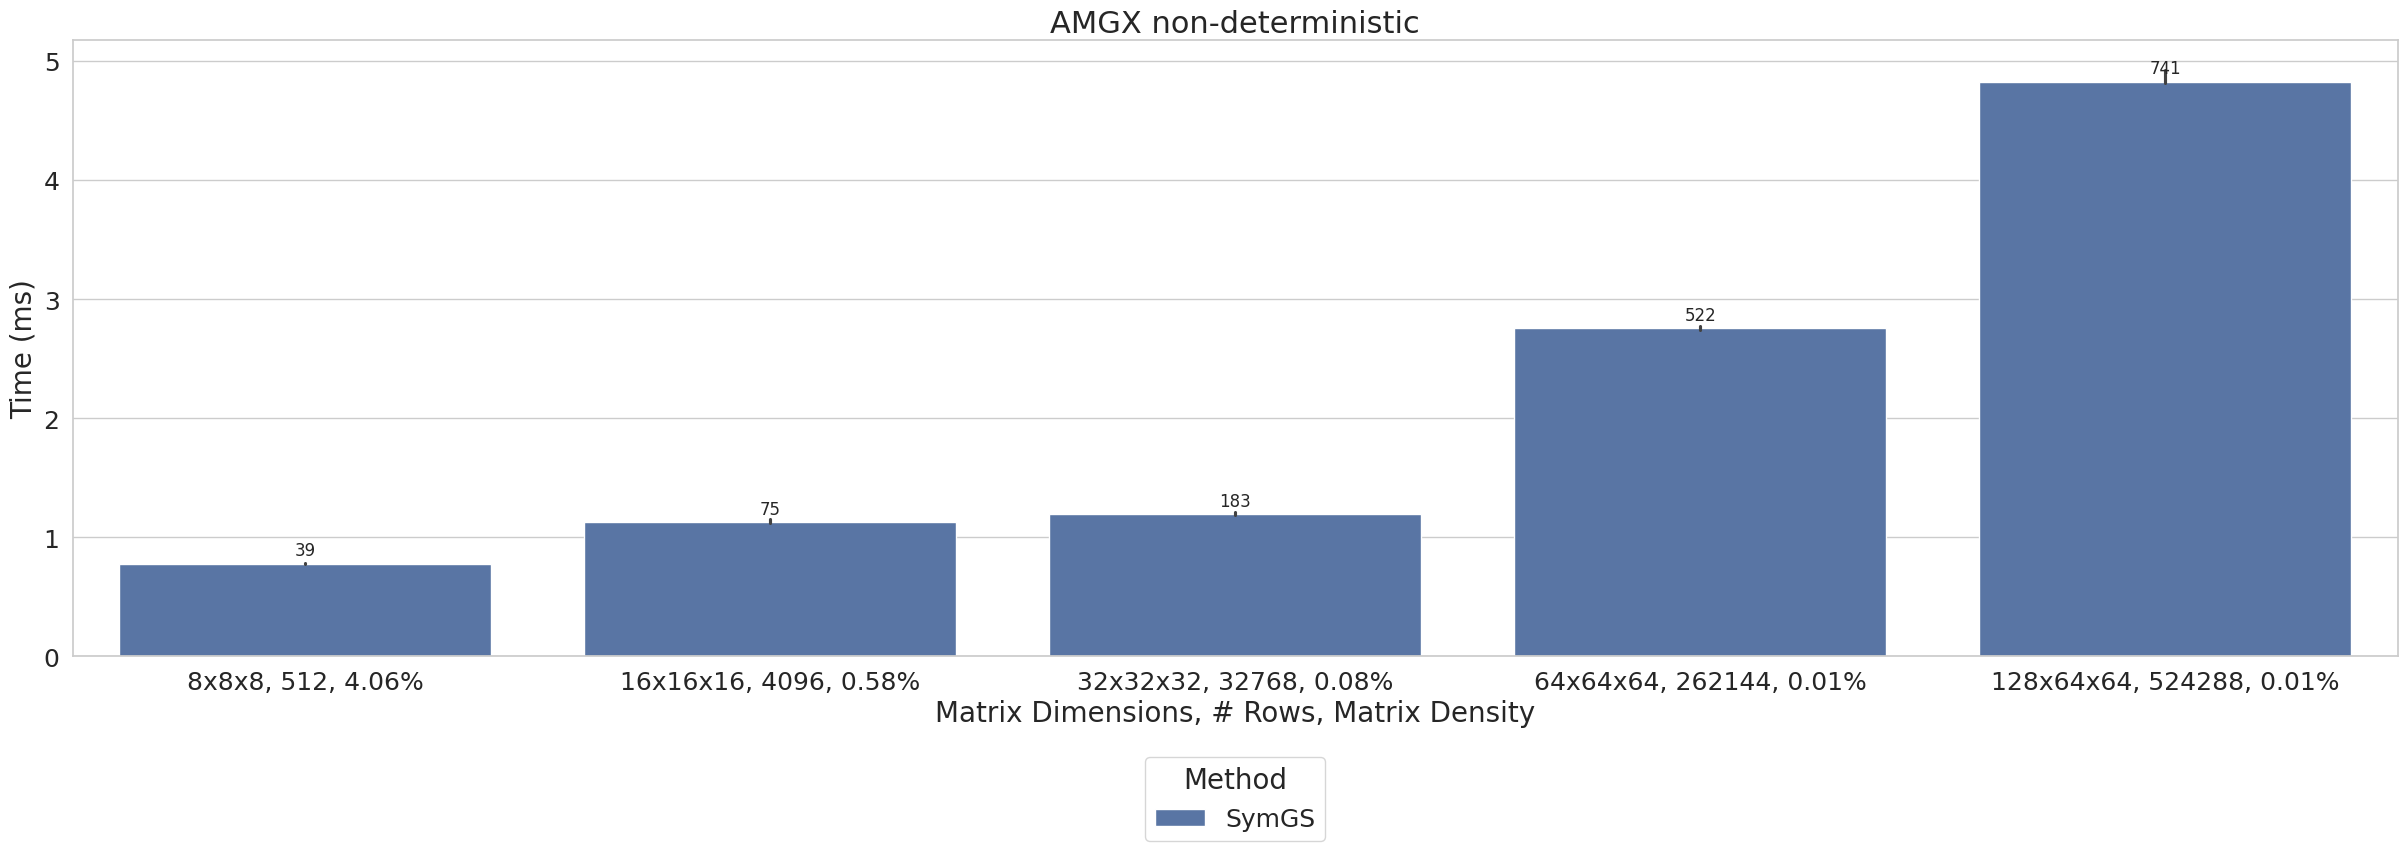 AMGX non-deterministic
5
4
3
2
1
0
Time (ms)
39
75
183
522
741
8x8x8, 512, 4.06%
16x16x16, 4096, 0.58%
32x32x32, 32768, 0.08%
64x64x64, 262144, 0.01%
128x64x64, 524288, 0.01%
Matrix Dimensions, # Rows, Matrix Density
Method
SymGS